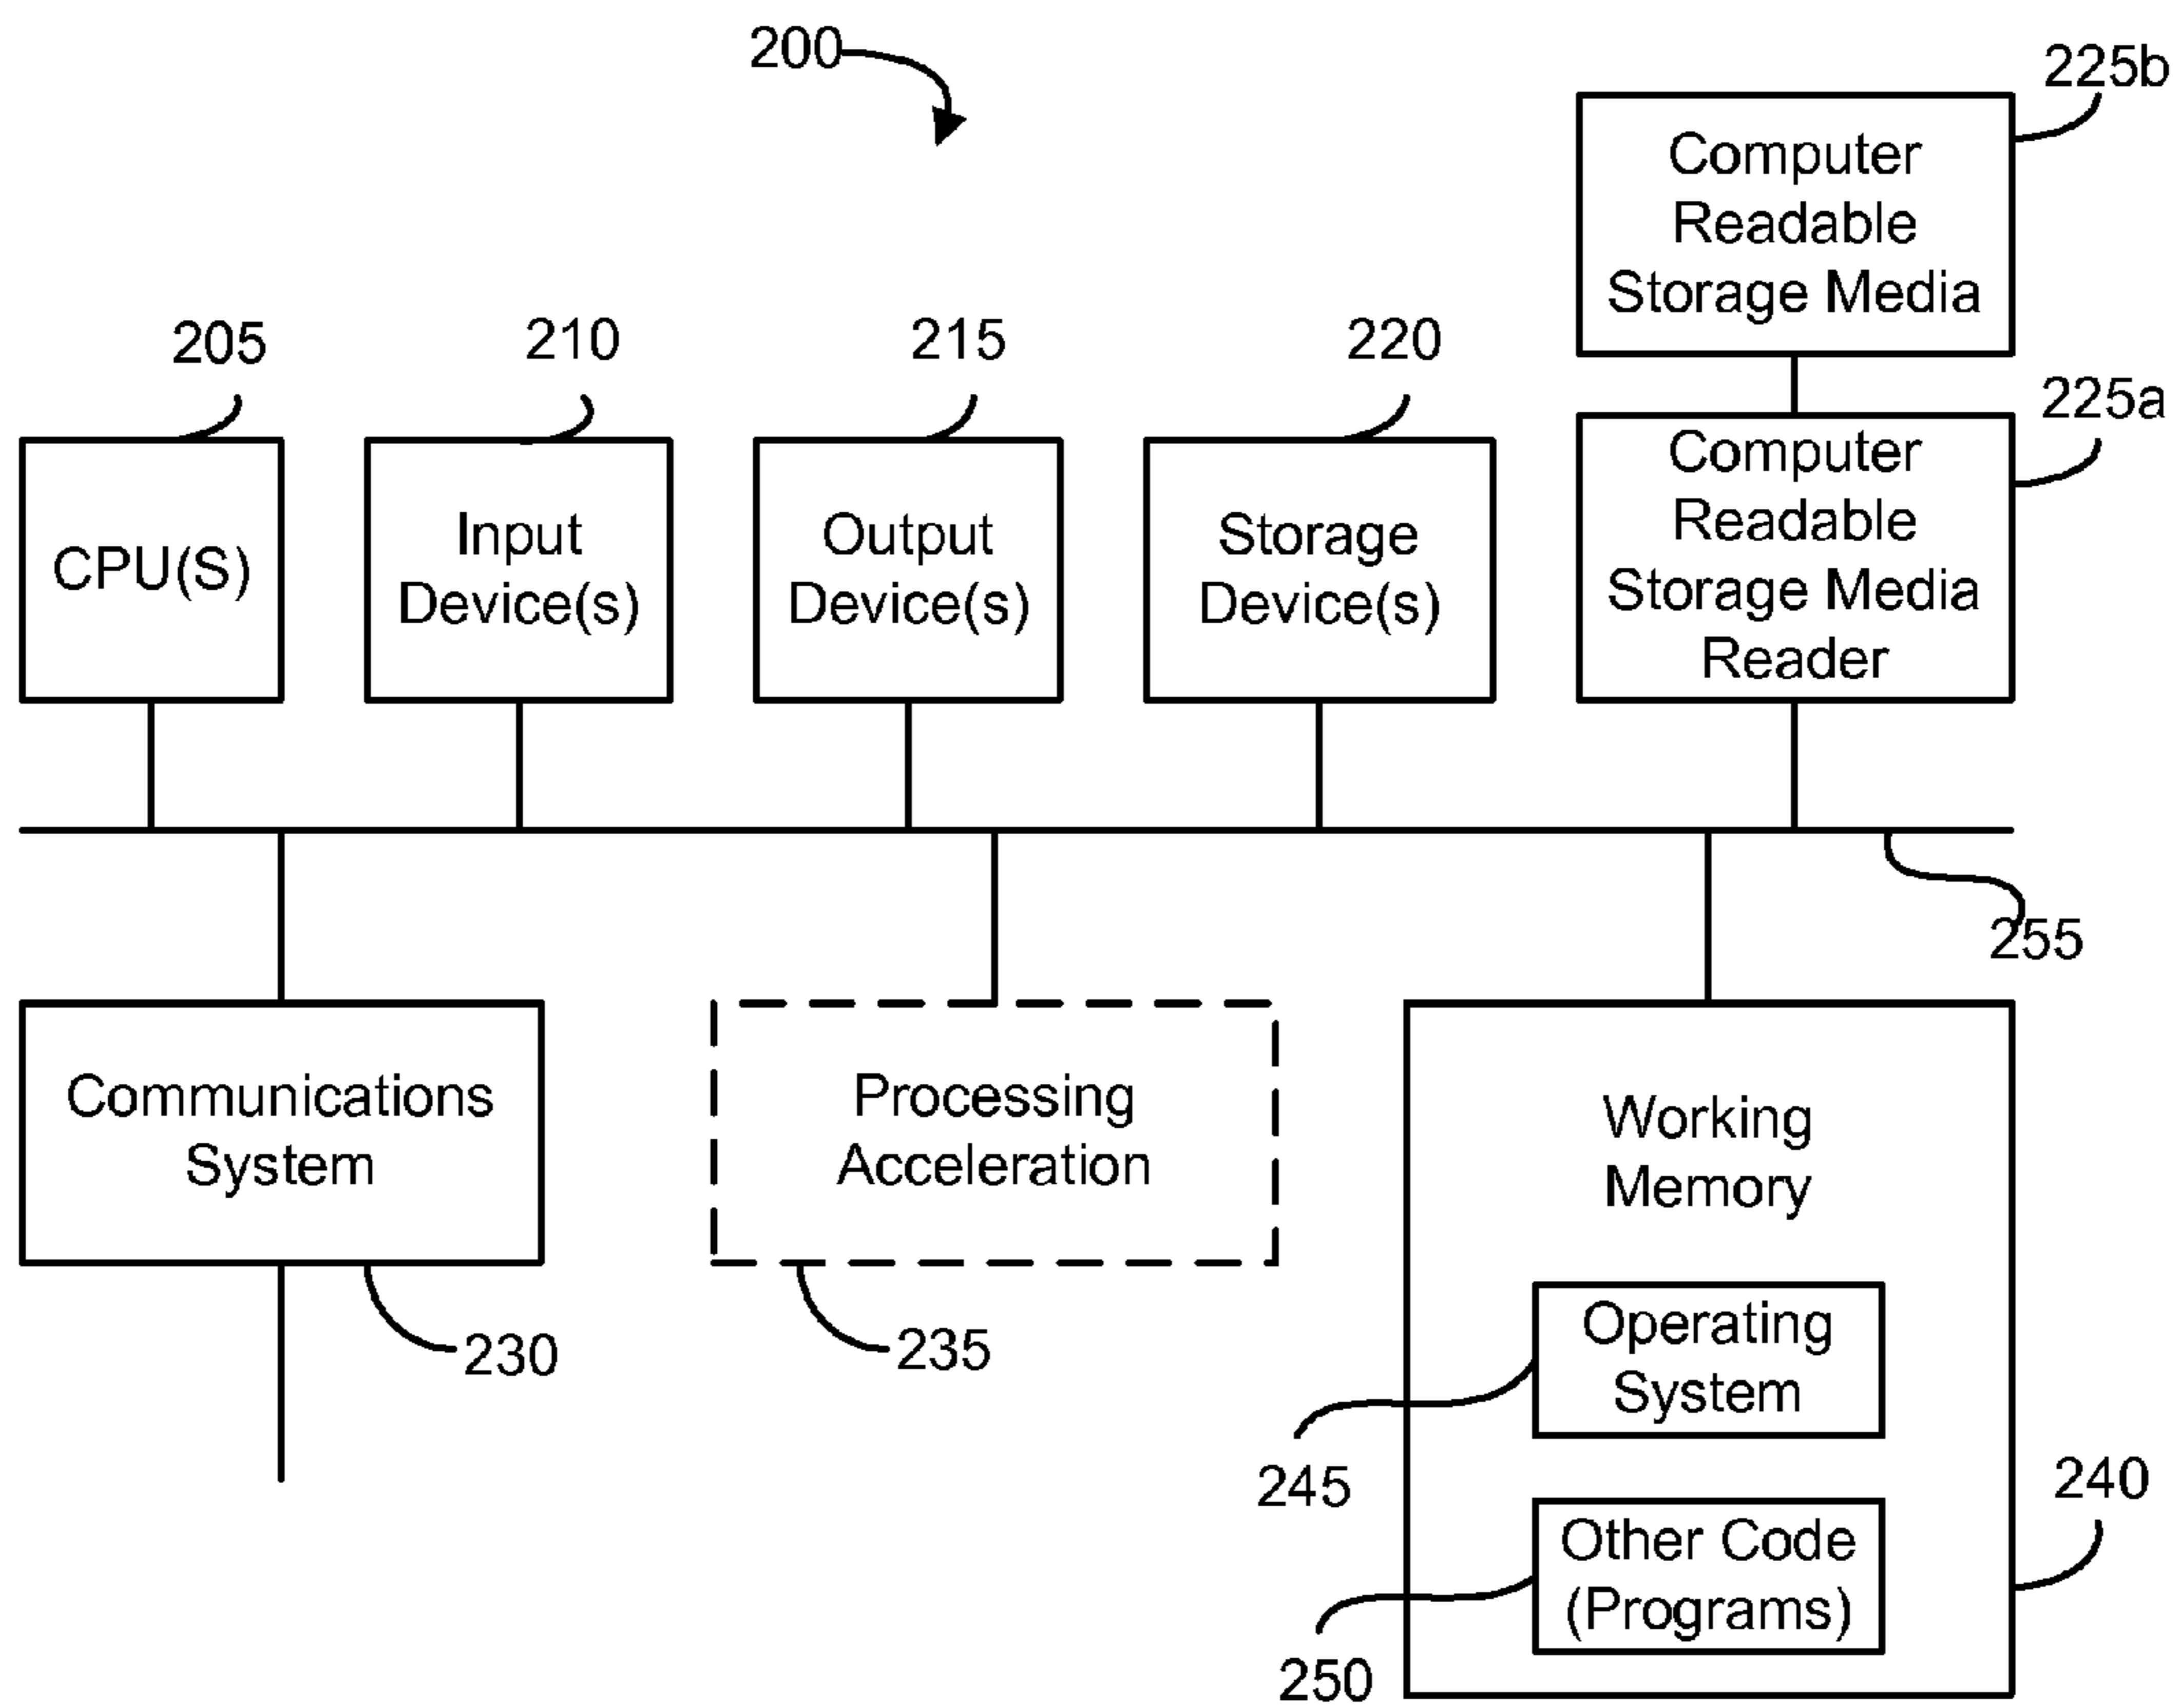 200
225b
Computer
Readable
Storage Media
205
210
215
220
225a
CPU(S)
Input
Device(s)
Output
Device(s)
Storage
Device(s)
Computer
Readable
Storage Media
Reader
255
Communications
System
230
Processing
Acceleration
235
Working
Memory
Operating
System
245
240
Other Code
(Programs)
250